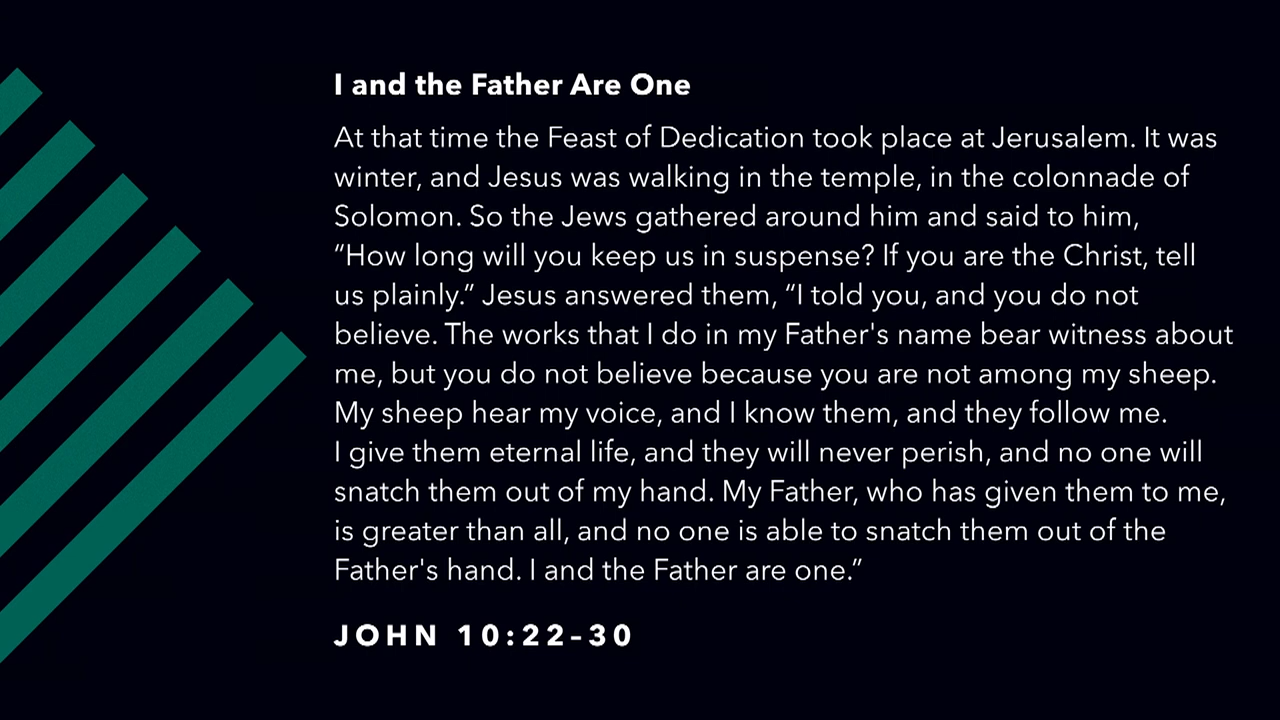 I and the Father Are One
At that time the Feast of Dedication took place at Jerusalem. It was
winter, and Jesus was walking in the temple, in the colonnade of
Solomon. So the Jews gathered around him and said to him,
“How long will you keep us in suspense? If you are the Christ, tell
us plainly.” Jesus answered them, “I told you, and you do not
believe. The works that I do in my Father's name bear witness about
me, but you do not believe because you are not among my sheep.
My sheep hear my voice, and I know them, and they follow me.
I give them eternal life, and they will never perish, and no one will
snatch them out of my hand. My Father, who has given them to me,
is greater than all, and no one is able to snatch them out of the
Father's hand. I and the Father are one.”
JOHN 10:22–30